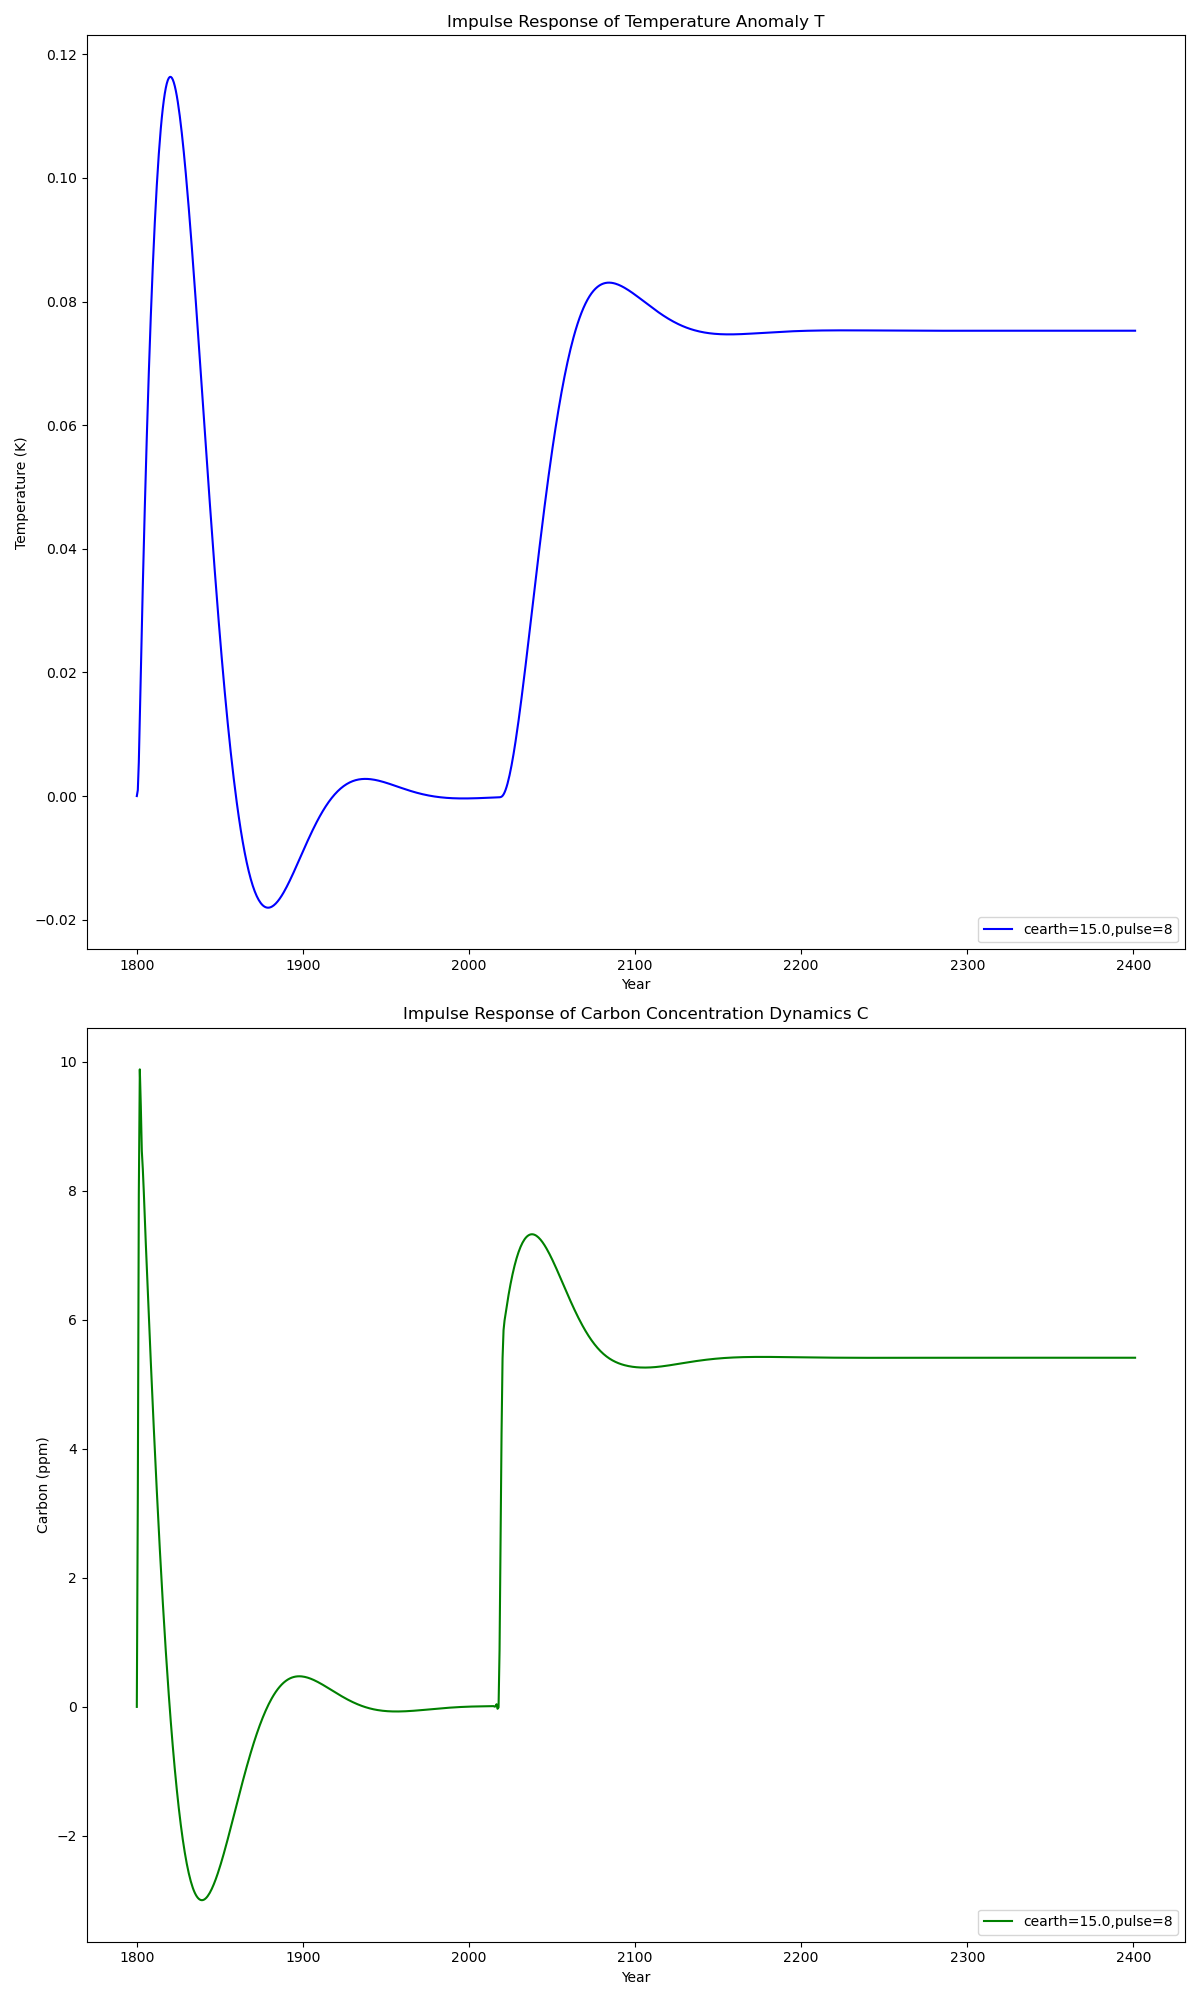 Impulse Response of Temperature Anomaly T
0.12
0.10
0.08
0.06
0.04
0.02
0.00
−0.02
Temperature (K)
cearth=15.0,pulse=8
1800 1900 2000 2100 2200 2300 2400
Year
Impulse Response of Carbon Concentration Dynamics C
10
8
6
4
2
0
−2
Carbon (ppm)
cearth=15.0,pulse=8
1800 1900 2000 2100 2200 2300 2400
Year